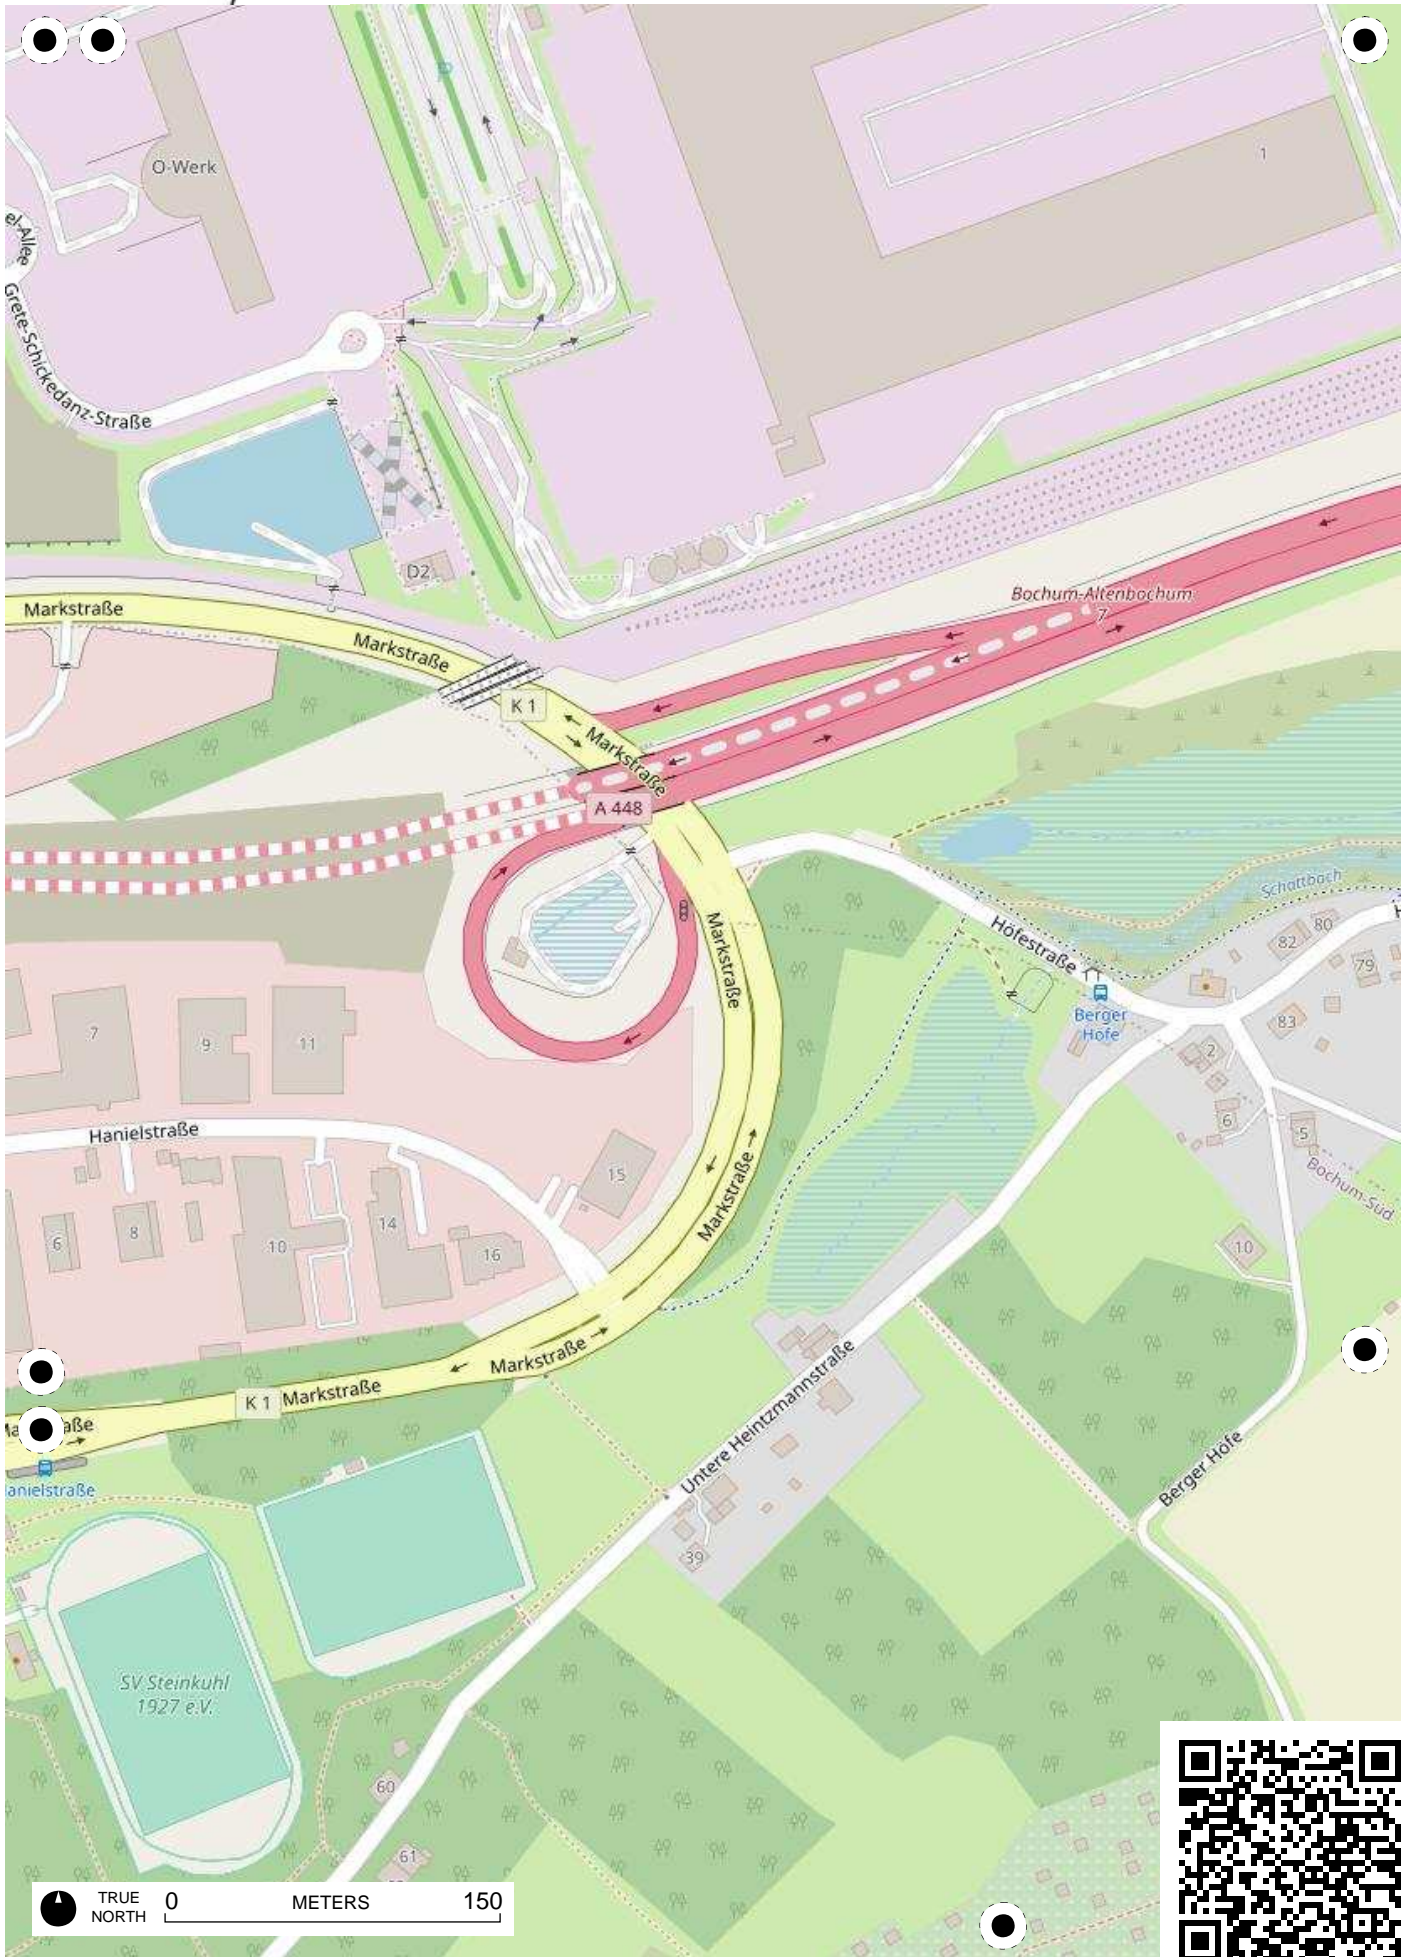 O-Werk
1
el-Allee
Grete-Schickedanz-Straße
D2
Bochum-Altenbochum
7
Markstraße
Markstraße
K 1
Markstraße
A 448
Schattbach
Höfestraße
Markstraße
80
82
79
Berger
Höfe
83
7
9
11
2
6
5
Hanielstraße
15
Bochum-Süd
Markstraße
6
8
10
14
16
10
Markstraße
K 1
Markstraße
Untere Heintzmannstraße
Berger Höfe
anielstraße
39
SV Steinkuhl
1927 e.V.
60
61
TRUE
NORTH
0
METERS
150